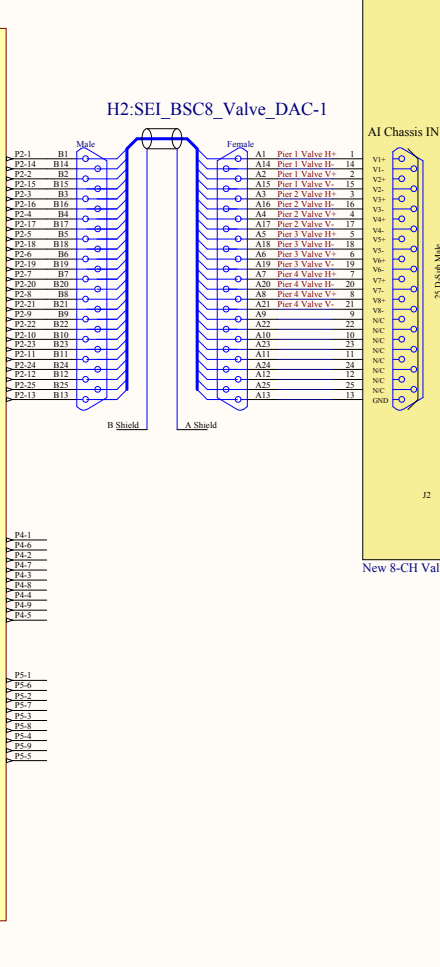 H2:SEI_BSC8_Valve_DAC-1
AI Chassis IN
Male
Female
P2-1 B1 A1 Pier 1 Valve H+ 1 V1+
P2-14 B14 A14 Pier 1 Valve H- 14 V1-
P2-2 B2 A2 Pier 1 Valve V+ 2 V2+
P2-15 B15 A15 Pier 1 Valve V- 15 V2-
P2-3 B3 A3 Pier 2 Valve H+ 3 V3+
P2-16 B16 A16 Pier 2 Valve H- 16 V3-
P2-4 B4 A4 Pier 2 Valve V+ 4 V4+
P2-17 B17 A17 Pier 2 Valve V- 17 V4-
P2-5 B5 A5 Pier 3 Valve H+ 5 V5+
P2-18 B18 A18 Pier 3 Valve H- 18 V5-
P2-6 B6 A6 Pier 3 Valve V+ 6 V6+
P2-19 B19 A19 Pier 3 Valve V- 19 V6-
P2-7 B7 A7 Pier 4 Valve H+ 7 V7+
P2-20 B20 A20 Pier 4 Valve H- 20 V7-
P2-8 B8 A8 Pier 4 Valve V+ 8 V8+
P2-21 B21 A21 Pier 4 Valve V- 21 V8-
P2-9 B9 A9 9 N/C
P2-22 B22 A22 22 N/C
P2-10 B10 A10 10 N/C
P2-23 B23 A23 23 N/C
P2-11 B11 A11 11 N/C
P2-24 B24 A24 24 N/C
P2-12 B12 A12 12 N/C
P2-25 B25 A25 25 N/C
P2-13 B13 A13 13 GND
25 D-Sub Male
B Shield
A Shield
J2
New 8-CH Val
P4-1
P4-6
P4-2
P4-7
P4-3
P4-8
P4-4
P4-9
P4-5
P5-1
P5-6
P5-2
P5-7
P5-3
P5-8
P5-4
P5-9
P5-5